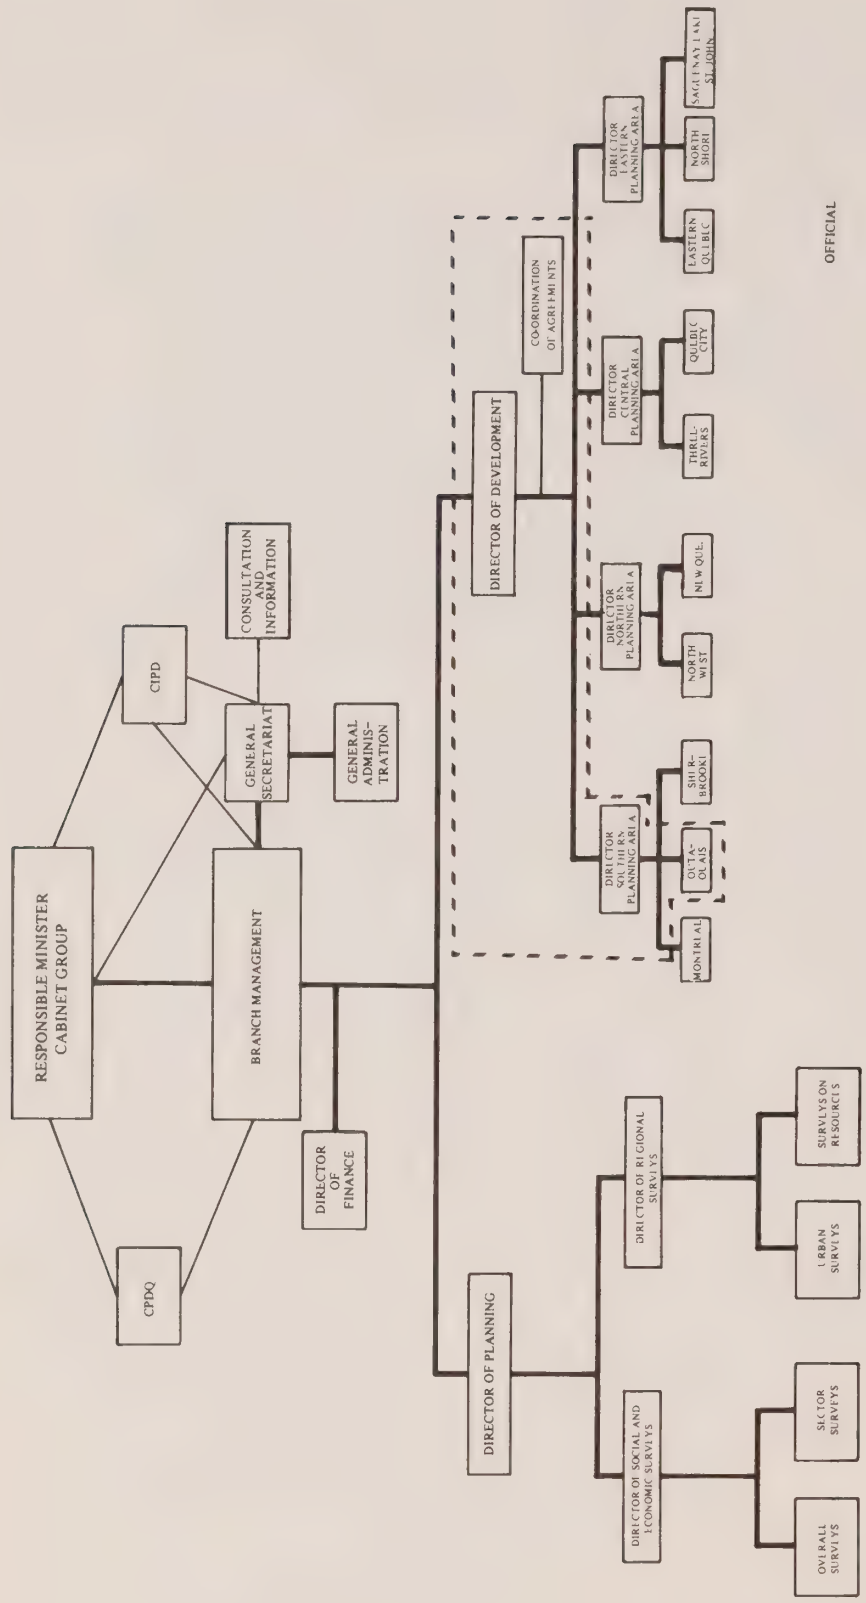 RESPONSIBLE MINISTER
CABINET GROUP
CPDQ
CIPD
BRANCH MANAGEMENT
GENERAL
SECRETARIAT
CONSULTATION
AND
INFORMATION
GENERAL
ADMINIS-
TRATION
DIRECTOR
OF
FINANCE
DIRECTOR OF PLANNING
DIRECTOR OF DEVELOPMENT
CO-ORDINATION
OF AGREEMENTS
DIRECTOR OF SOCIAL AND
ECONOMIC SURVEYS
DIRECTOR OF REGIONAL
SURVEYS
DIRECTOR
SOUTHERN
PLANNING AREA
DIRECTOR
NORTHERN
PLANNING AREA
DIRECTOR
CENTRAL
PLANNING AREA
DIRECTOR
EASTERN
PLANNING AREA
OVERALL
SURVEYS
SECTOR
SURVEYS
URBAN
SURVEYS
SURVEYS ON
RESOURCES
MONTREAL
OUTA-
OUAIS
SHER-
BROOKE
NORTH
WEST
NEW QUE.
THREE-
RIVERS
QUEBEC
CITY
EASTERN
QUEBEC
NORTH
SHORE
SAGUENAY LAKE
ST. JOHN
OFFICIAL